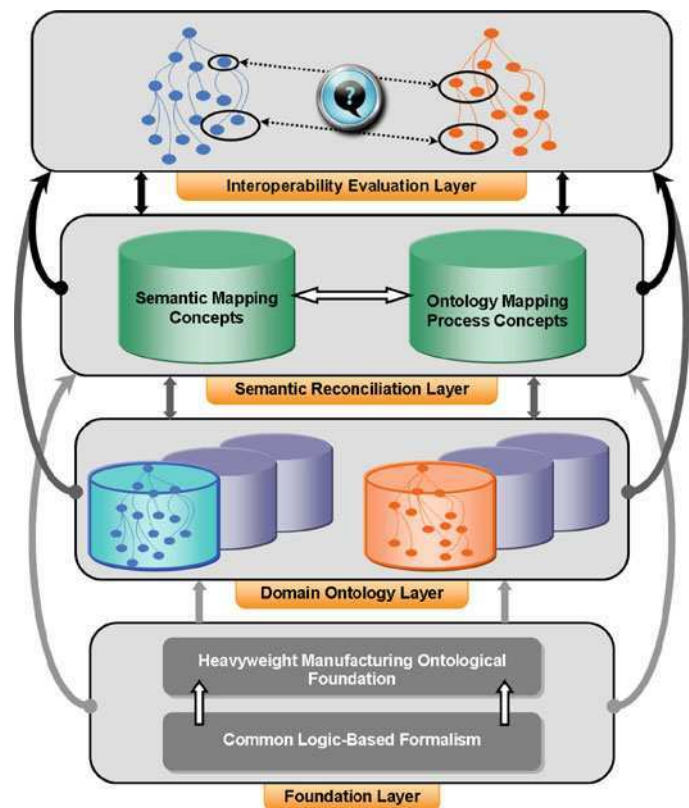 ?
Interoperability Evaluation Layer
Semantic Mapping
Concepts
Ontology Mapping
Process Concepts
Semantic Reconciliation Layer
Domain Ontology Layer
Heavyweight Manufacturing Ontological
Foundation
Common Logic-Based Formalism
Foundation Layer